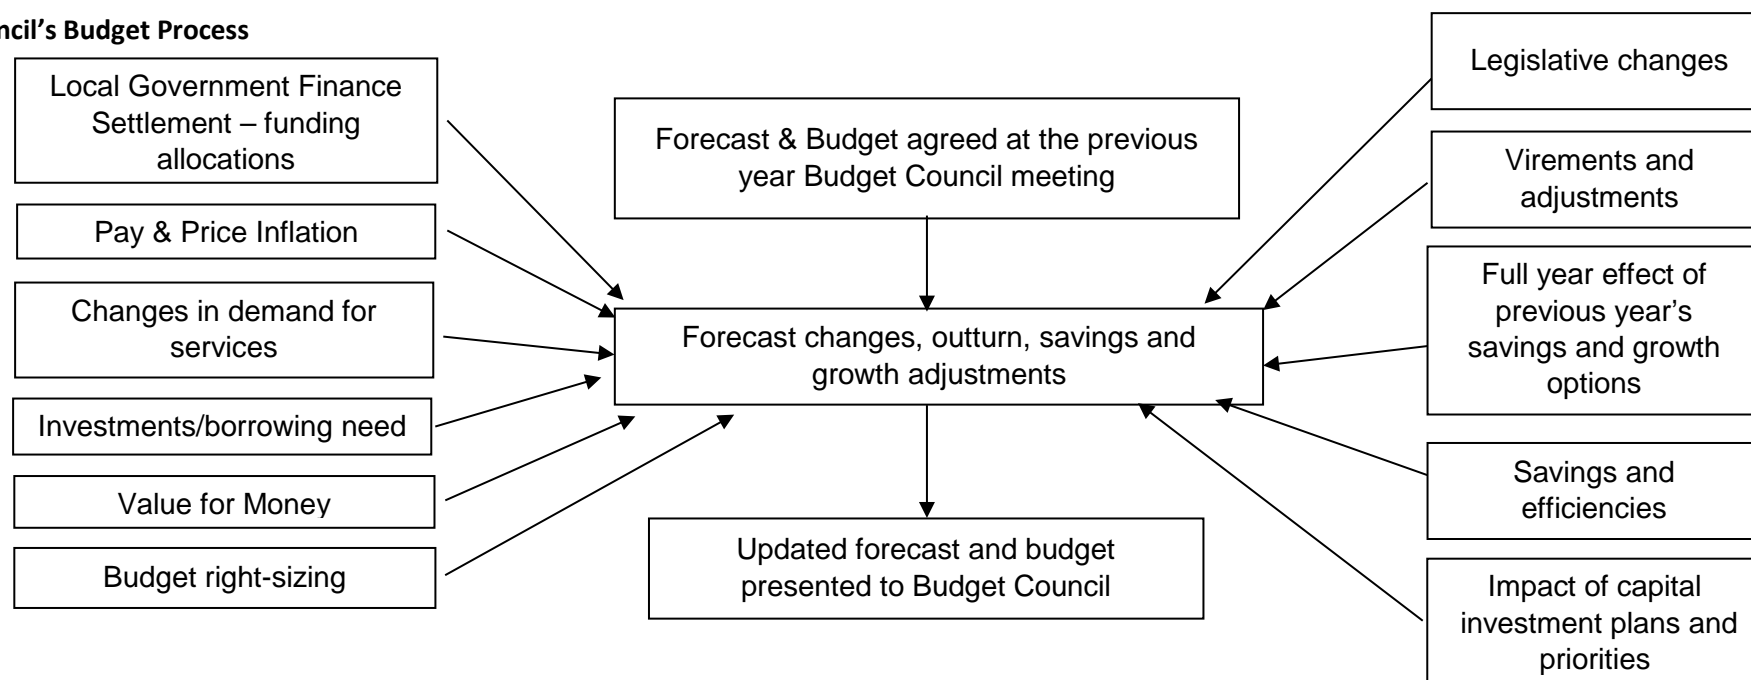 ncil’s Budget Process
Local Government Finance
Settlement – funding
allocations
Pay & Price Inflation
Changes in demand for
services
Investments/borrowing need
Value for Money
Budget right-sizing
Forecast & Budget agreed at the previous
year Budget Council meeting
Forecast changes, outturn, savings and
growth adjustments
Updated forecast and budget
presented to Budget Council
Legislative changes
Virements and
adjustments
Full year effect of
previous year’s
savings and growth
options
Savings and
efficiencies
Impact of capital
investment plans and
priorities